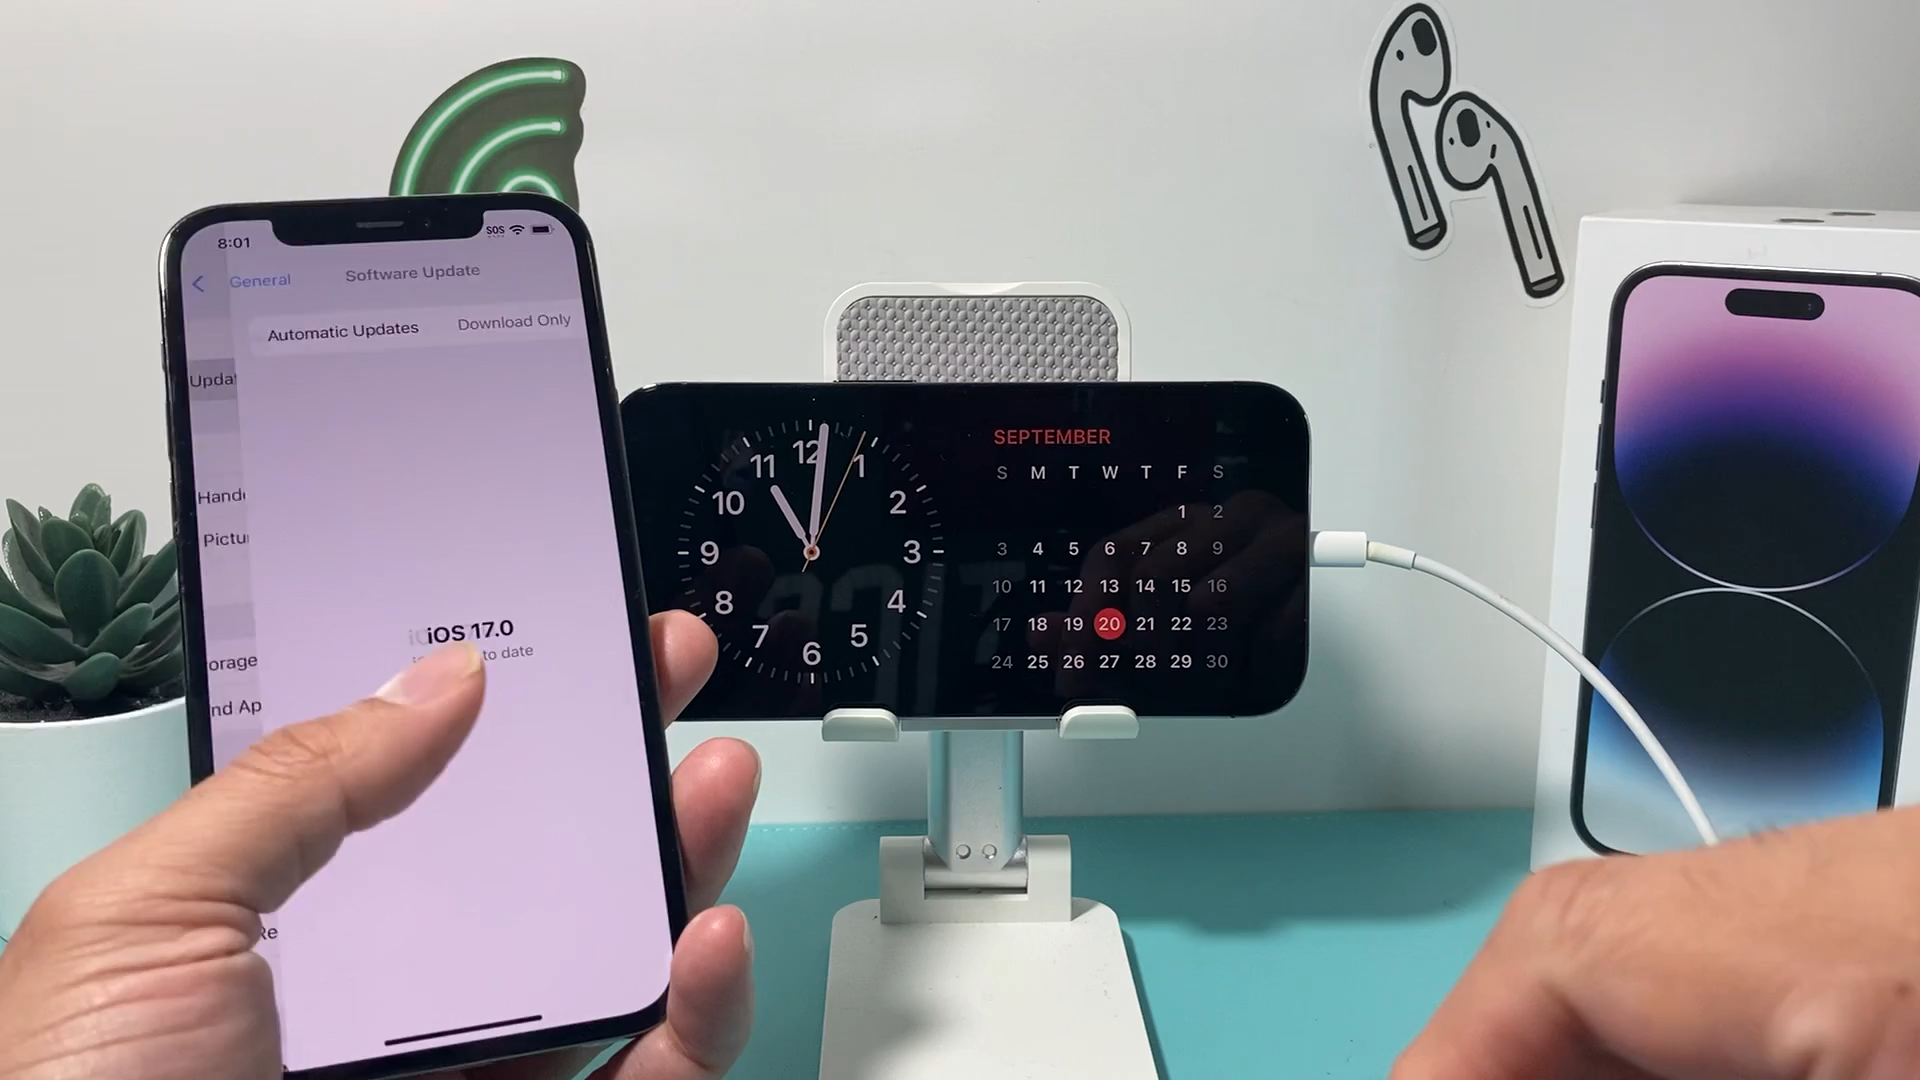 8:01
SOS
General
Software Update
Automatic Updates
Download Only
Updat
Hand
Pictu
iOS 17.0
to date
orage
nd Ap
Re
12
1
2
3
4
5
6
7
8
9
10
11
SEPTEMBER
S M T W T F S
1 2
3 4 5 6 7 8 9
10 11 12 13 14 15 16
17 18 19 20 21 22 23
24 25 26 27 28 29 30